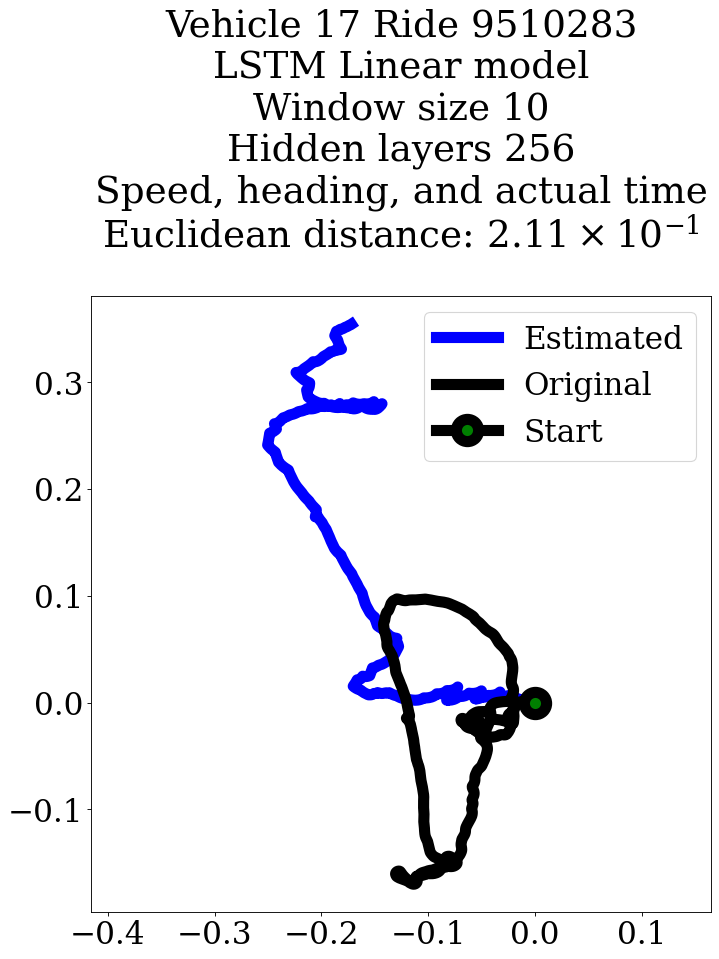 Vehicle 17 Ride 9510283
LSTM Linear model
Window size 10
Hidden layers 256
Speed, heading, and actual time
Euclidean distance: 2.11 × 10⁻¹
Estimated
Original
Start
0.3
0.2
0.1
0.0
−0.1
−0.4 −0.3 −0.2 −0.1 0.0 0.1